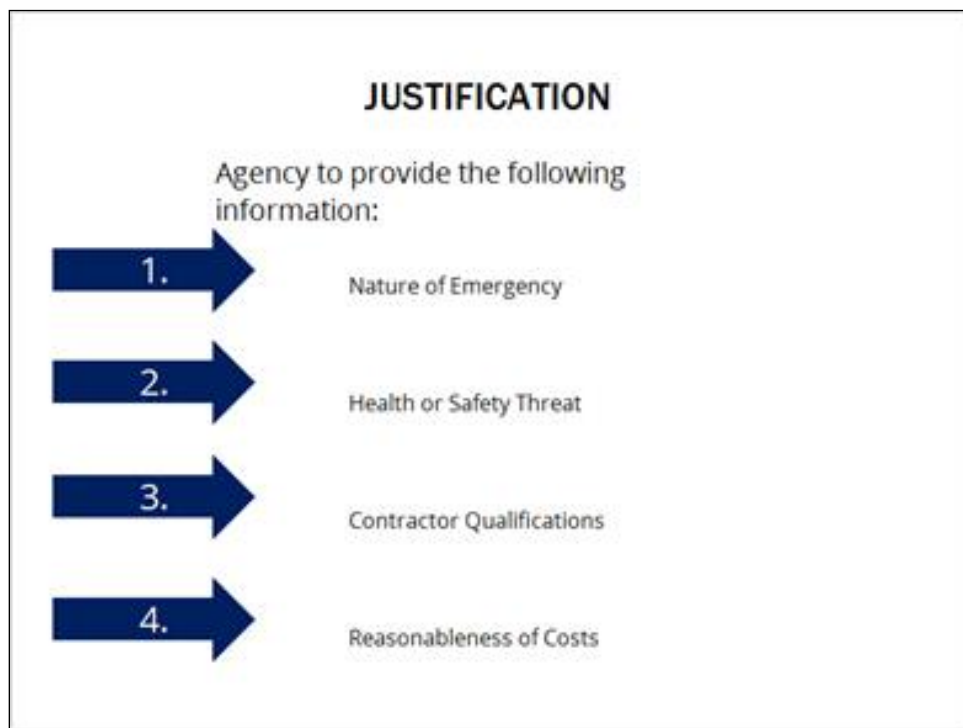 JUSTIFICATION
Agency to provide the following
information:
1.
Nature of Emergency
2.
Health or Safety Threat
3.
Contractor Qualifications
4.
Reasonableness of Costs